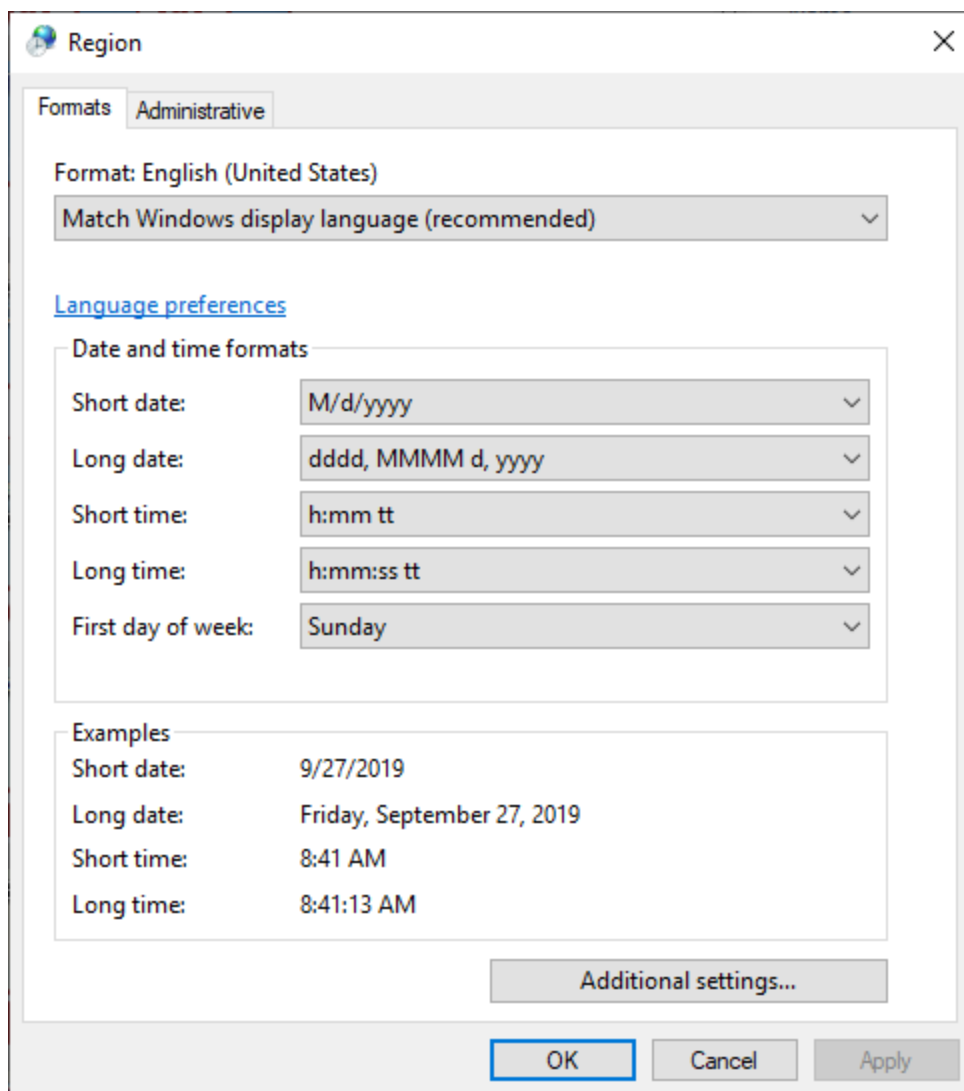 Region
Formats Administrative
Format: English (United States)
Match Windows display language (recommended)
Language preferences
Date and time formats
Short date: M/d/yyyy
Long date: dddd, MMMM d, yyyy
Short time: h:mm tt
Long time: h:mm:ss tt
First day of week: Sunday
Examples
Short date: 9/27/2019
Long date: Friday, September 27, 2019
Short time: 8:41 AM
Long time: 8:41:13 AM
Additional settings...
OK Cancel Apply